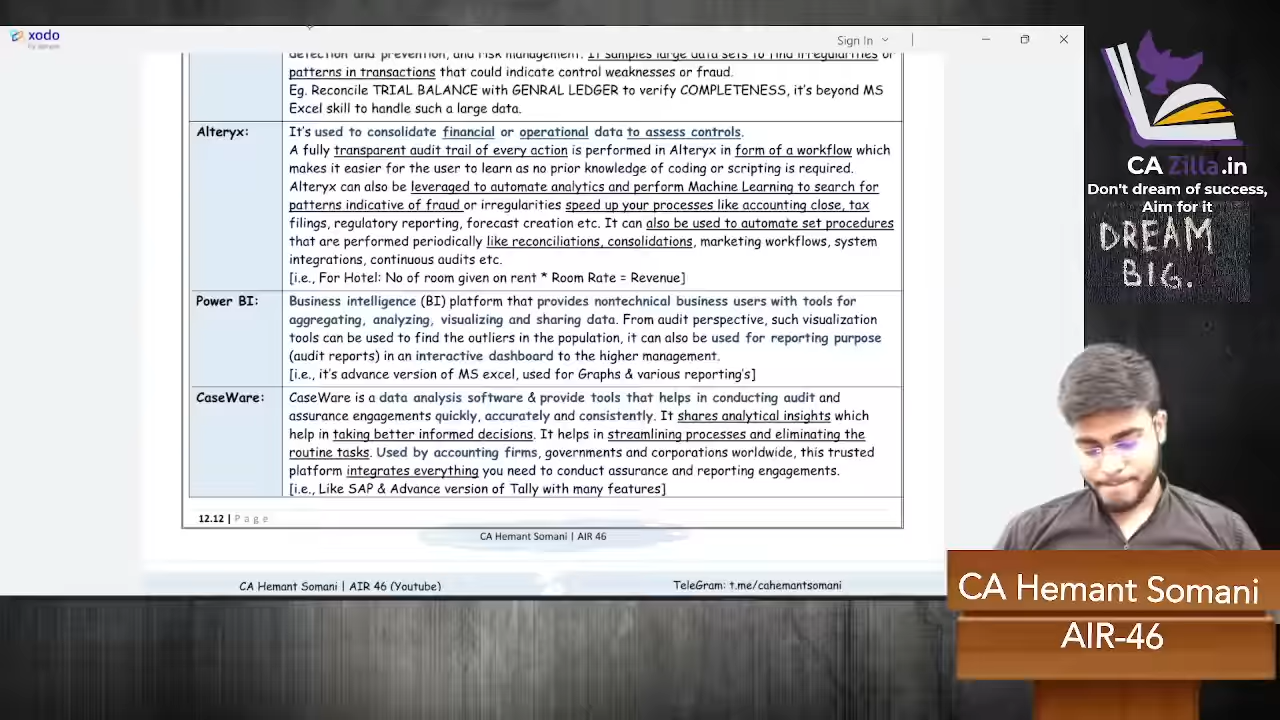 xodo
Sign In
detection and prevention, and risk management. It samples large data sets to find irregularities or
patterns in transactions that could indicate control weaknesses or fraud.
Eg. Reconcile TRIAL BALANCE with GENRAL LEDGER to verify COMPLETENESS, it's beyond MS
Excel skill to handle such a large data.
Alteryx:
It's used to consolidate financial or operational data to assess controls.
A fully transparent audit trail of every action is performed in Alteryx in form of a workflow which
makes it easier for the user to learn as no prior knowledge of coding or scripting is required.
Alteryx can also be leveraged to automate analytics and perform Machine Learning to search for
patterns indicative of fraud or irregularities speed up your processes like accounting close, tax
filings, regulatory reporting, forecast creation etc. It can also be used to automate set procedures
that are performed periodically like reconciliations, consolidations, marketing workflows, system
integrations, continuous audits etc.
[i.e., For Hotel: No of room given on rent * Room Rate = Revenue]
Power BI:
Business intelligence (BI) platform that provides nontechnical business users with tools for
aggregating, analyzing, visualizing and sharing data. From audit perspective, such visualization
tools can be used to find the outliers in the population, it can also be used for reporting purpose
(audit reports) in an interactive dashboard to the higher management.
[i.e., it's advance version of MS excel, used for Graphs & various reporting's]
CaseWare:
CaseWare is a data analysis software & provide tools that helps in conducting audit and
assurance engagements quickly, accurately and consistently. It shares analytical insights which
help in taking better informed decisions. It helps in streamlining processes and eliminating the
routine tasks. Used by accounting firms, governments and corporations worldwide, this trusted
platform integrates everything you need to conduct assurance and reporting engagements.
[i.e., Like SAP & Advance version of Tally with many features]
12.12 | Page
CA Hemant Somani | AIR 46
CA Hemant Somani | AIR 46 (Youtube)
TeleGram: t.me/cahemantsomani
CA Zilla.in
Don't dream of success,
Aim for it
DREAM
BIG.
CA Hemant Somani
AIR-46